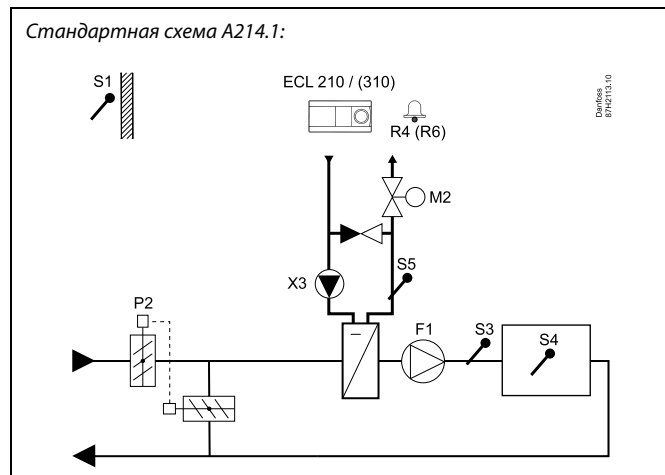 Стандартная схема A214.1:
S1
ECL 210 / (310)
R4 (R6)
Danfoss
87H2113.10
M2
X3
S5
P2
F1
S3
S4